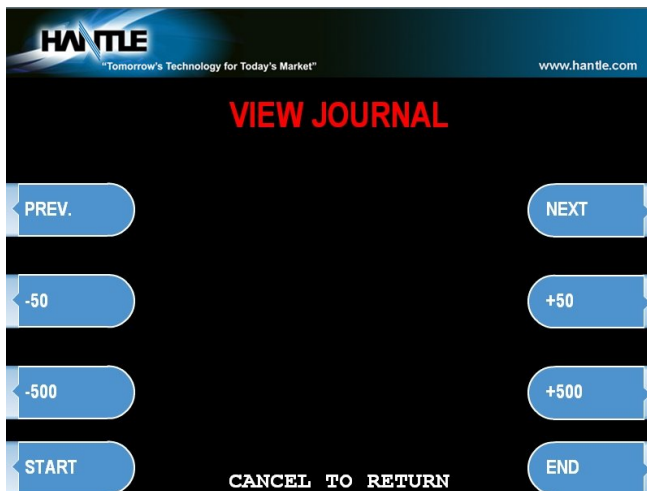 HANTLE
"Tomorrow's Technology for Today's Market"
www.hantle.com
VIEW JOURNAL
PREV.
NEXT
-50
+50
-500
+500
START
END
CANCEL TO RETURN